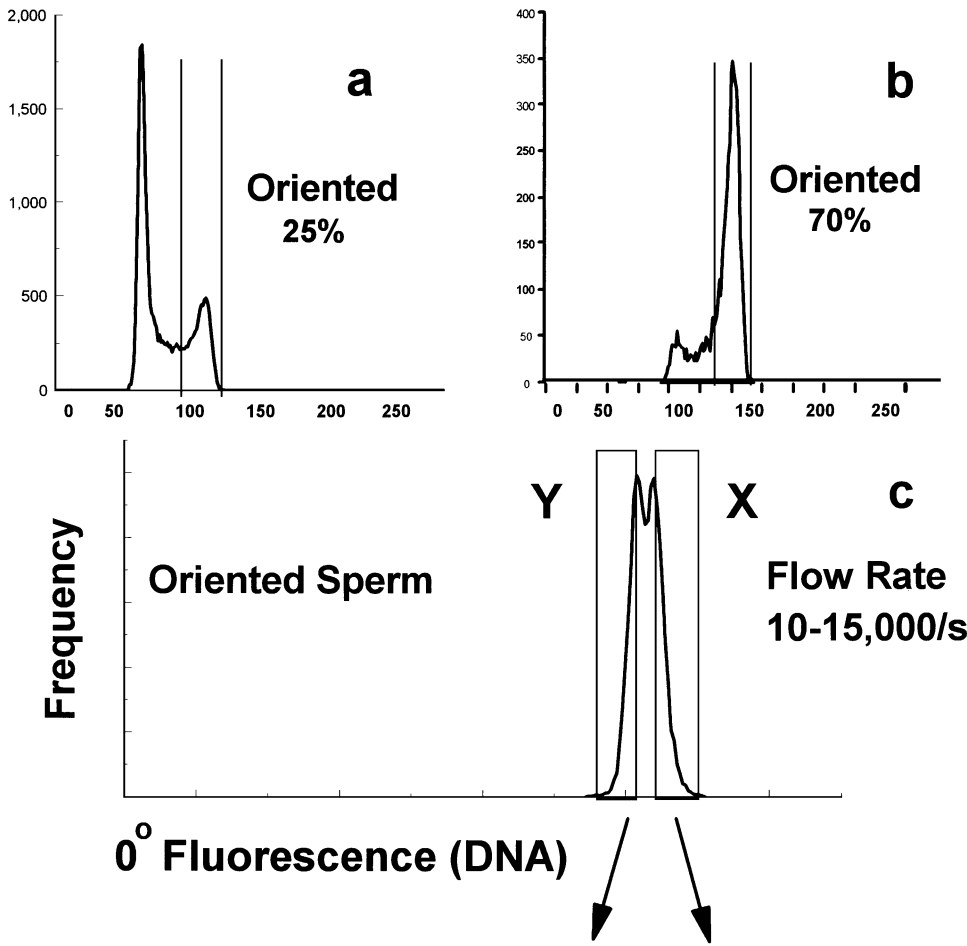 2,000
1,500
1,000
500
0
0 50 100 150 200 250
a
Oriented
25%
400
350
300
250
200
150
100
50
0
0 50 100 150 200 250
b
Oriented
70%
Y X c
Oriented Sperm
Flow Rate
10-15,000/s
Frequency
0° Fluorescence (DNA)